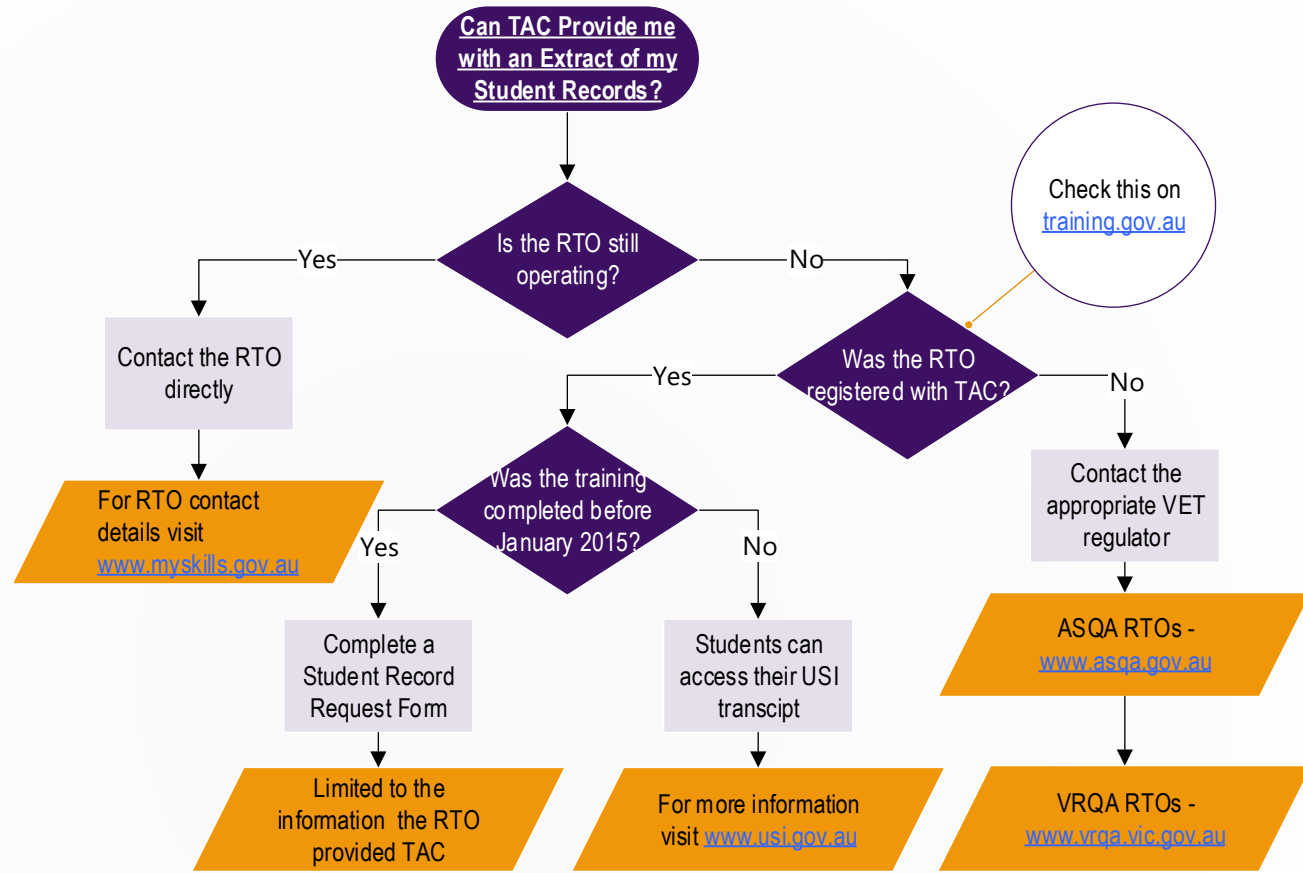 Can TAC Provide me
with an Extract of my
Student Records?
Check this on
training.gov.au
Is the RTO still
operating?
Yes
No
Contact the RTO
directly
Was the RTO
registered with TAC?
Yes
No
For RTO contact
details visit
www.myskills.gov.au
Was the training
completed before
January 2015?
Yes
No
Contact the
appropriate VET
regulator
Complete a
Student Record
Request Form
Students can
access their USI
transcipt
ASQA RTOs -
www.asqa.gov.au
Limited to the
information the RTO
provided TAC
For more information
visit www.usi.gov.au
VRQA RTOs -
www.vrqa.vic.gov.au